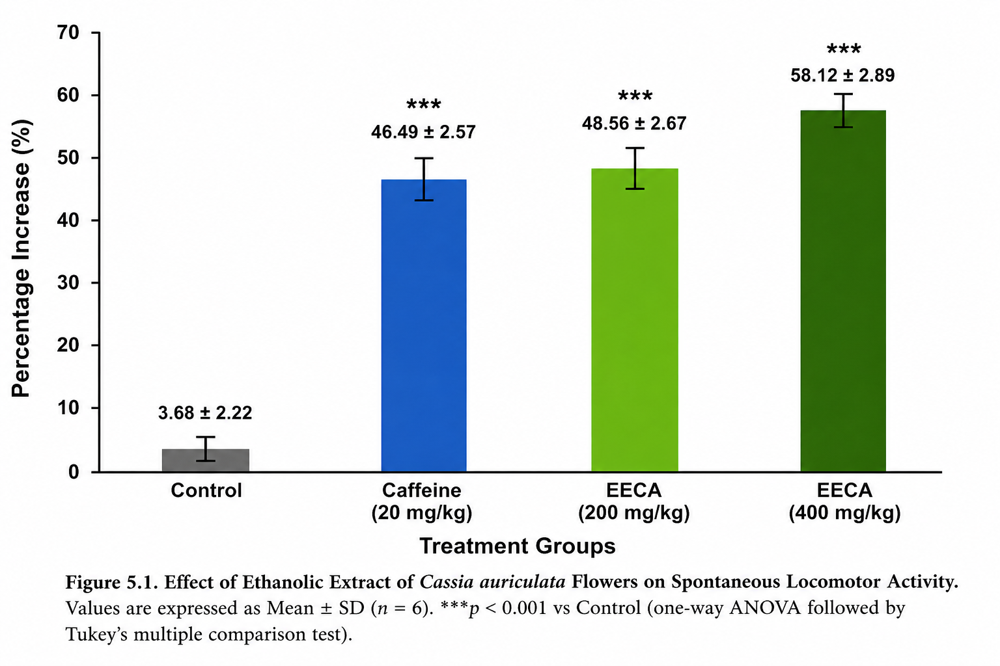 70
60
50
40
30
20
10
0
Percentage Increase (%)
3.68 ± 2.22
***
46.49 ± 2.57
***
48.56 ± 2.67
***
58.12 ± 2.89
Control
Caffeine
(20 mg/kg)
EECA
(200 mg/kg)
EECA
(400 mg/kg)
Treatment Groups
Figure 5.1. Effect of Ethanolic Extract of Cassia auriculata Flowers on Spontaneous Locomotor Activity.
Values are expressed as Mean ± SD (n = 6). ***p < 0.001 vs Control (one-way ANOVA followed by
Tukey’s multiple comparison test).